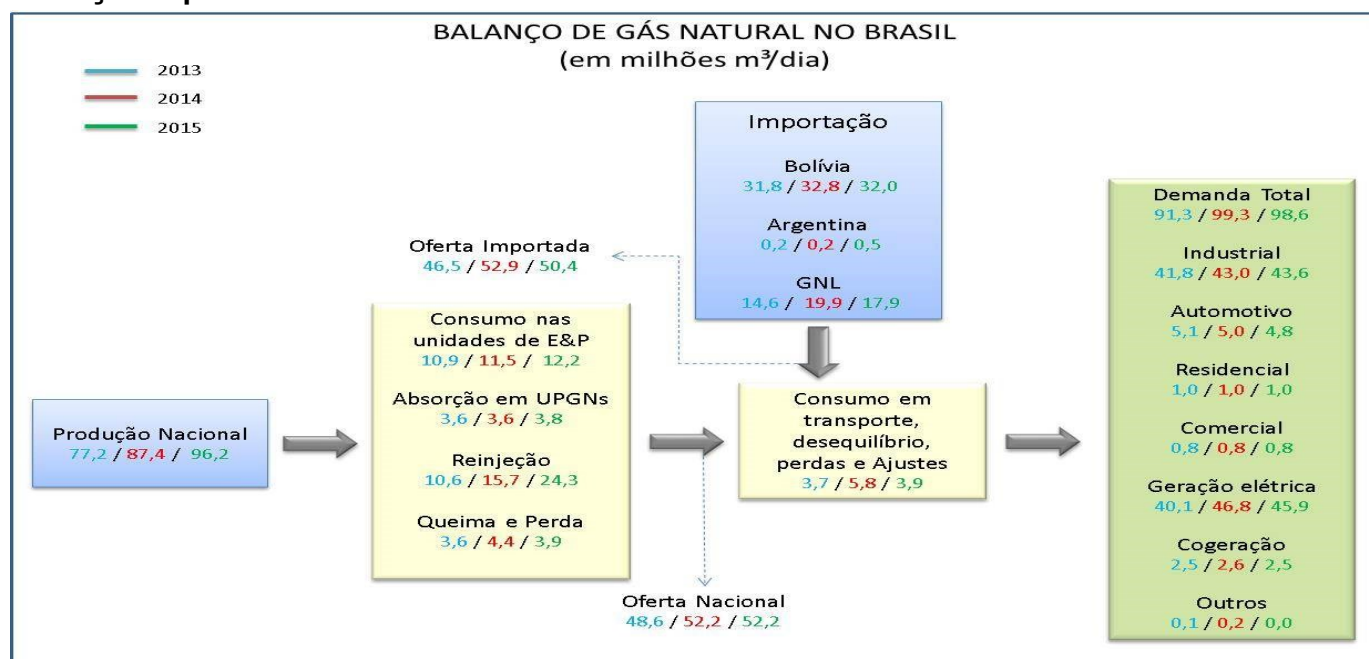 BALANÇO DE GÁS NATURAL NO BRASIL
(em milhões m³/dia)
2013
2014
2015
Importação
Bolívia
31,8 / 32,8 / 32,0
Argentina
0,2 / 0,2 / 0,5
GNL
14,6 / 19,9 / 17,9
Oferta Importada
46,5 / 52,9 / 50,4
Produção Nacional
77,2 / 87,4 / 96,2
Consumo nas
unidades de E&P
10,9 / 11,5 / 12,2
Absorção em UPGNs
3,6 / 3,6 / 3,8
Reinjeção
10,6 / 15,7 / 24,3
Queima e Perda
3,6 / 4,4 / 3,9
Oferta Nacional
48,6 / 52,2 / 52,2
Consumo em
transporte,
desequilíbrio,
perdas e Ajustes
3,7 / 5,8 / 3,9
Demanda Total
91,3 / 99,3 / 98,6
Industrial
41,8 / 43,0 / 43,6
Automotivo
5,1 / 5,0 / 4,8
Residencial
1,0 / 1,0 / 1,0
Comercial
0,8 / 0,8 / 0,8
Geração elétrica
40,1 / 46,8 / 45,9
Cogeração
2,5 / 2,6 / 2,5
Outros
0,1 / 0,2 / 0,0